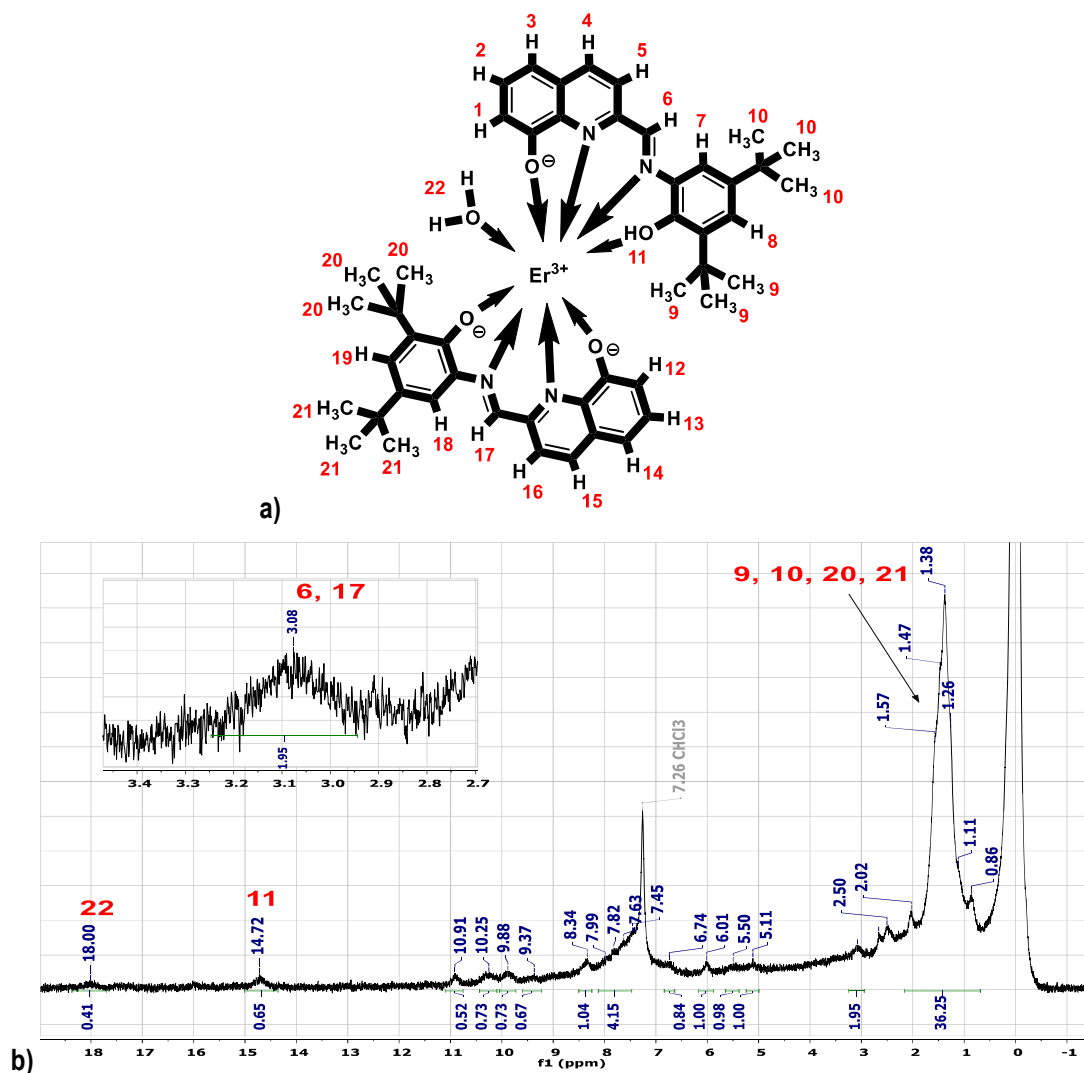 3 4
2 H H 5
H H 6 10
1 H 7 H3C 10
H H CH3
N
O⊖ N CH3
H 10
22 HO H 8
H O 11
20 Er3+ CH3 9
20 H3C CH3 H3C CH3
H3C O⊖ 9 9
20 O⊖
19 H N H 12
N
21 H3C H H 13
H3C CH3 18 H
21 21 17 H H 14
16 H
15
a)
6, 17
3.08
1.95
3.4 3.3 3.2 3.1 3.0 2.9 2.8 2.7
9, 10, 20, 21
1.38
1.47
1.26
1.57
7.26 CHCl3
1.11
0.86
2.02
2.50
22
18.00
11
14.72
10.91
10.25
9.88
9.37
8.34
7.99
7.82
7.63
7.45
6.74
6.01
5.50
5.11
0.41
0.65
0.52
0.73
0.73
0.67
1.04
4.15
0.84
1.00
0.98
1.00
1.95
36.25
18 17 16 15 14 13 12 11 10 9 8 7 6 5 4 3 2 1 0 -1
f1 (ppm)
b)